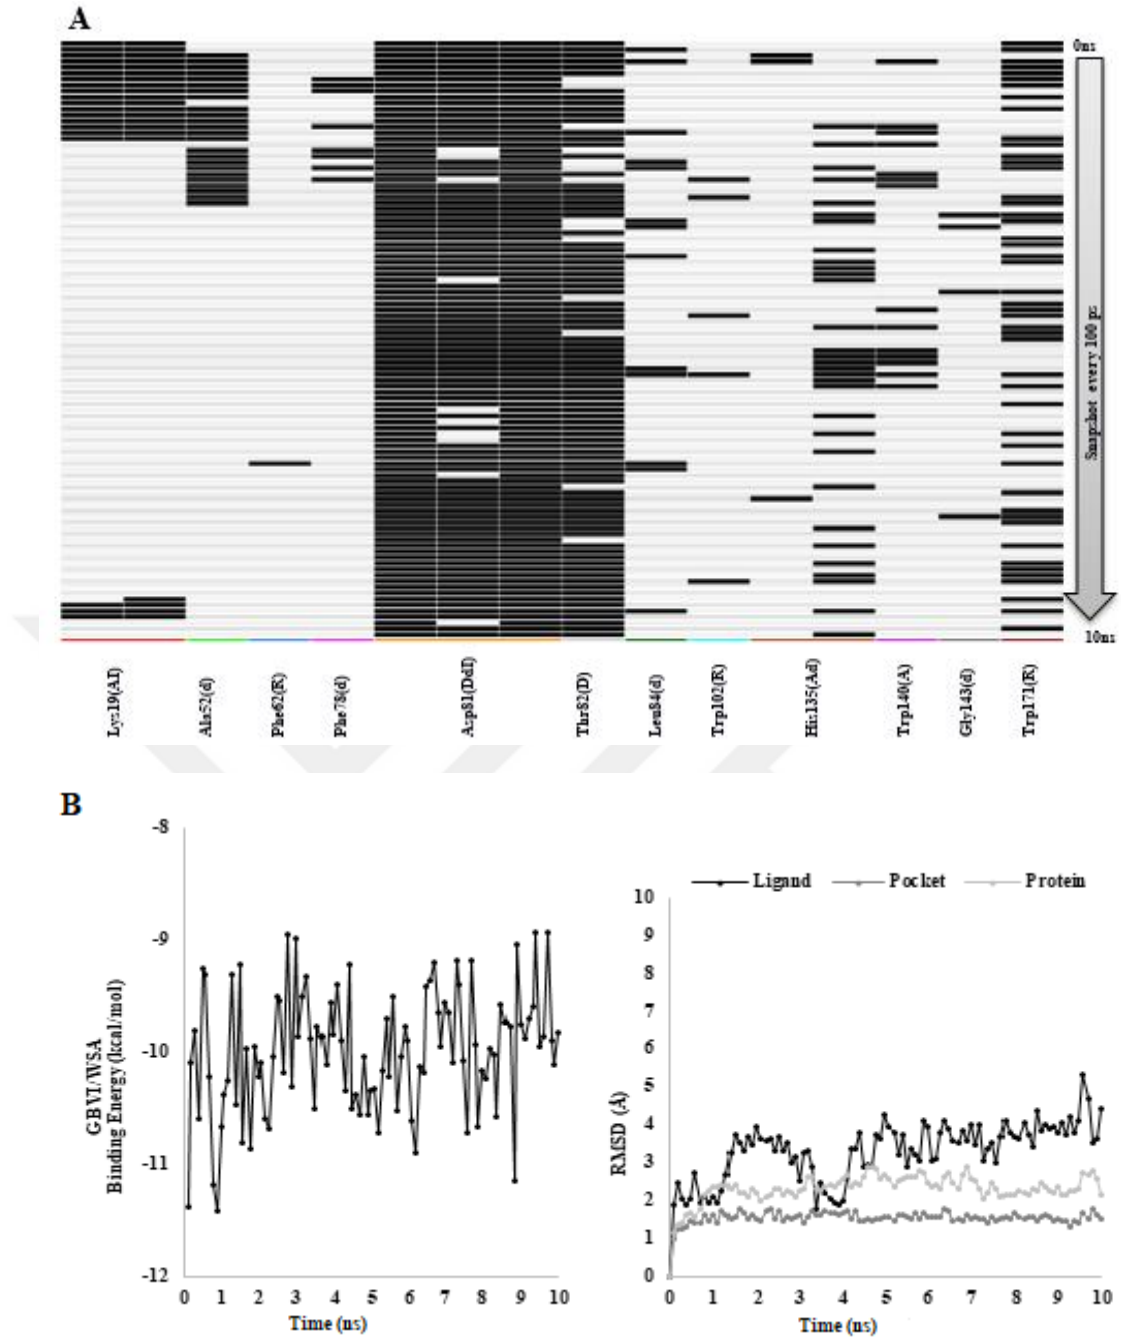 A
0ns
Snapshot every 100 ps
10ns
Lys19(AI)
Ala52(d)
Phe62(R)
Phe78(d)
Asp81(DdI)
Thr82(D)
Leu84(d)
Trp102(R)
His135(Ad)
Trp140(A)
Gly143(d)
Trp171(R)
B
GBVI/WSA
Binding Energy (kcal/mol)
-8
-9
-10
-11
-12
0 1 2 3 4 5 6 7 8 9 10
Time (ns)
Ligand Pocket Protein
RMSD (Å)
10
9
8
7
6
5
4
3
2
1
0
0 1 2 3 4 5 6 7 8 9 10
Time (ns)